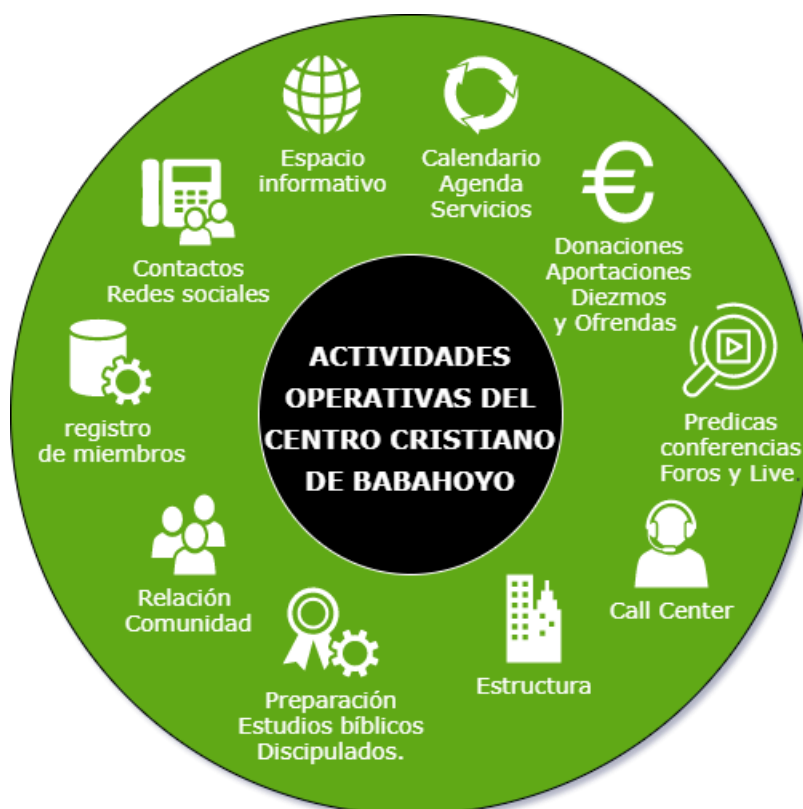 Espacio
informativo
Calendario
Agenda
Servicios
Donaciones
Aportaciones
Diezmos
y Ofrendas
Predicas
conferencias
Foros y Live.
Call Center
Estructura
Preparación
Estudios bíblicos
Discipulados.
Relación
Comunidad
registro
de miembros
Contactos
Redes sociales
ACTIVIDADES
OPERATIVAS DEL
CENTRO CRISTIANO
DE BABAHOYO